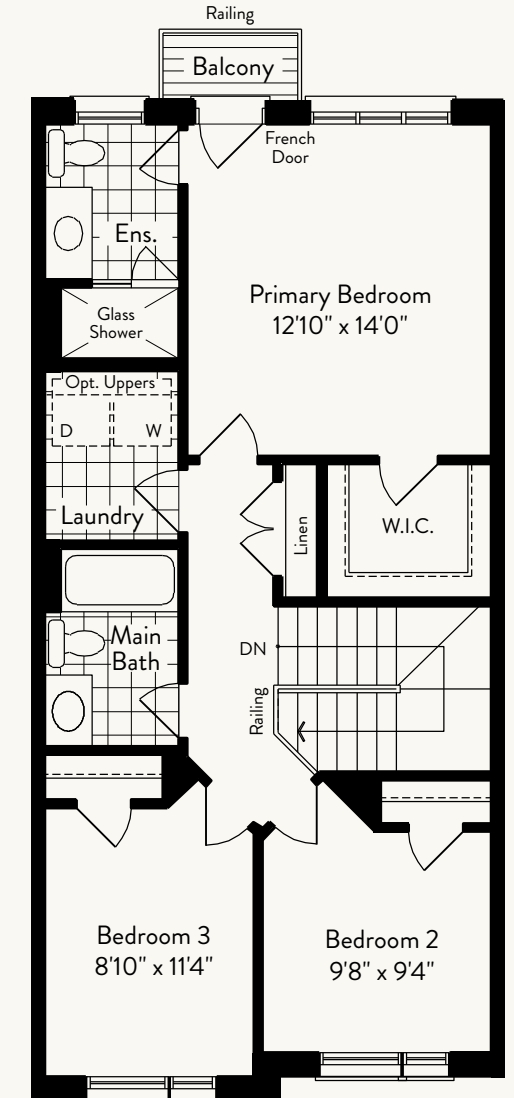 Railing
Balcony
French
Door
Ens.
Primary Bedroom
12'10" x 14'0"
Glass
Shower
Opt. Uppers
D
W
Laundry
Linen
W.I.C.
Main
Bath
DN
Railing
Bedroom 3
8'10" x 11'4"
Bedroom 2
9'8" x 9'4"